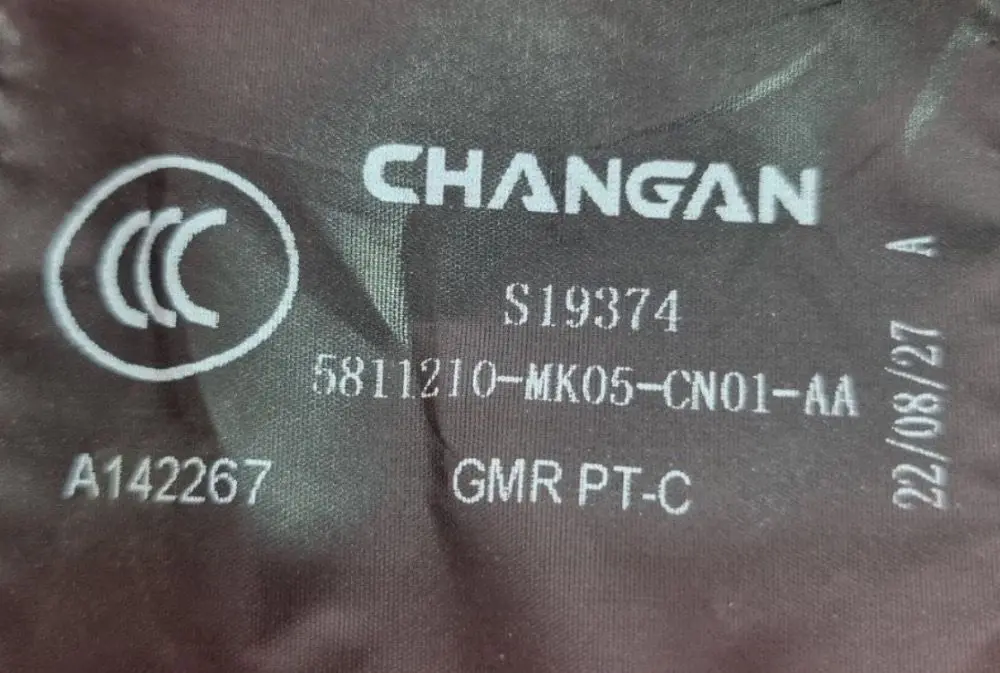 CCC
CHANGAN
S19374
5811210-MK05-CN01-AA
A142267
GMR PT-C
22/08/27 A